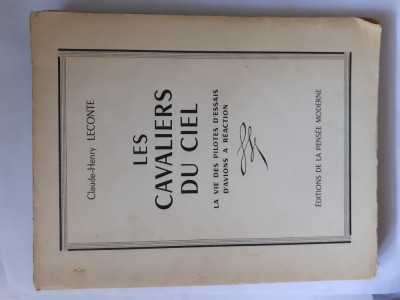 Claude-Henry LECONTE
LES
CAVALIERS
DU CIEL
LA VIE DES PILOTES D'ESSAIS
D'AVIONS A RÉACTION
ÉDITIONS DE LA PENSÉE MODERNE